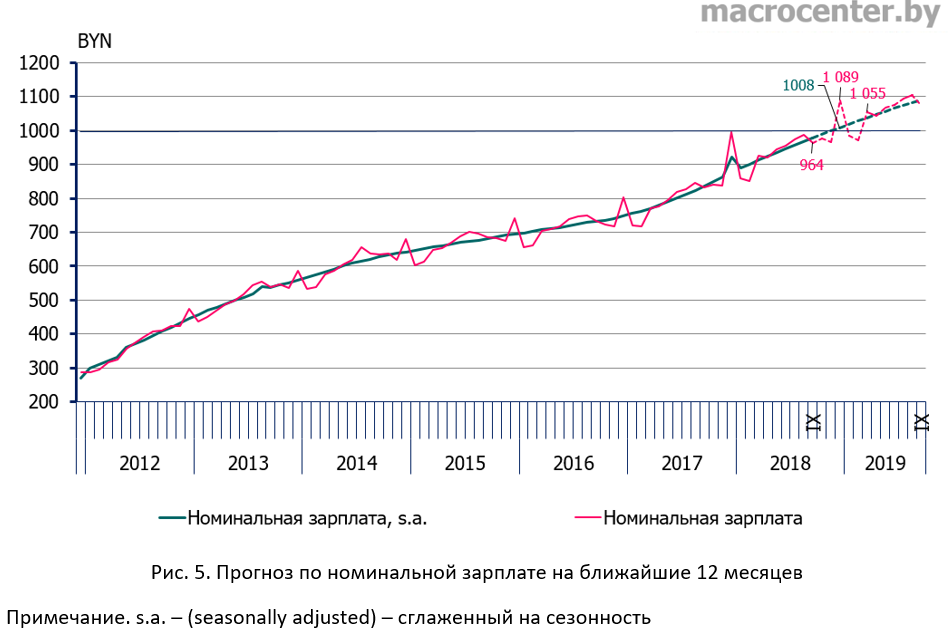 macrocenter.by
BYN
1200
1100
1000
900
800
700
600
500
400
300
200
1 089
1008
1 055
964
IX
IX
2012 2013 2014 2015 2016 2017 2018 2019
Номинальная зарплата, s.a. Номинальная зарплата
Рис. 5. Прогноз по номинальной зарплате на ближайшие 12 месяцев
Примечание. s.a. – (seasonally adjusted) – сглаженный на сезонность